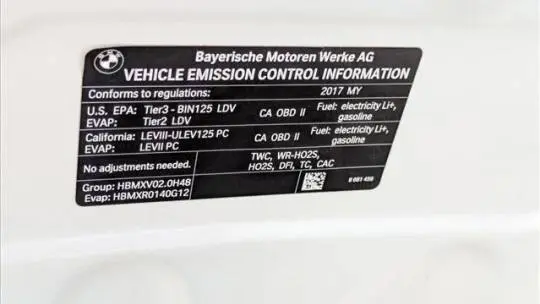 BMW
Bayerische Motoren Werke AG
VEHICLE EMISSION CONTROL INFORMATION
Conforms to regulations: 2017 MY
U.S. EPA: Tier3 - BIN125 LDV CA OBD II Fuel: electricity Li+,
EVAP: Tier2 LDV gasoline
California: LEVIII-ULEV125 PC CA OBD II Fuel: electricity Li+,
EVAP: LEVII PC gasoline
No adjustments needed. TWC, WR-HO2S,
HO2S, DFI, TC, CAC
Group: HBMXV02.0H48
Evap: HBMXR0140G12